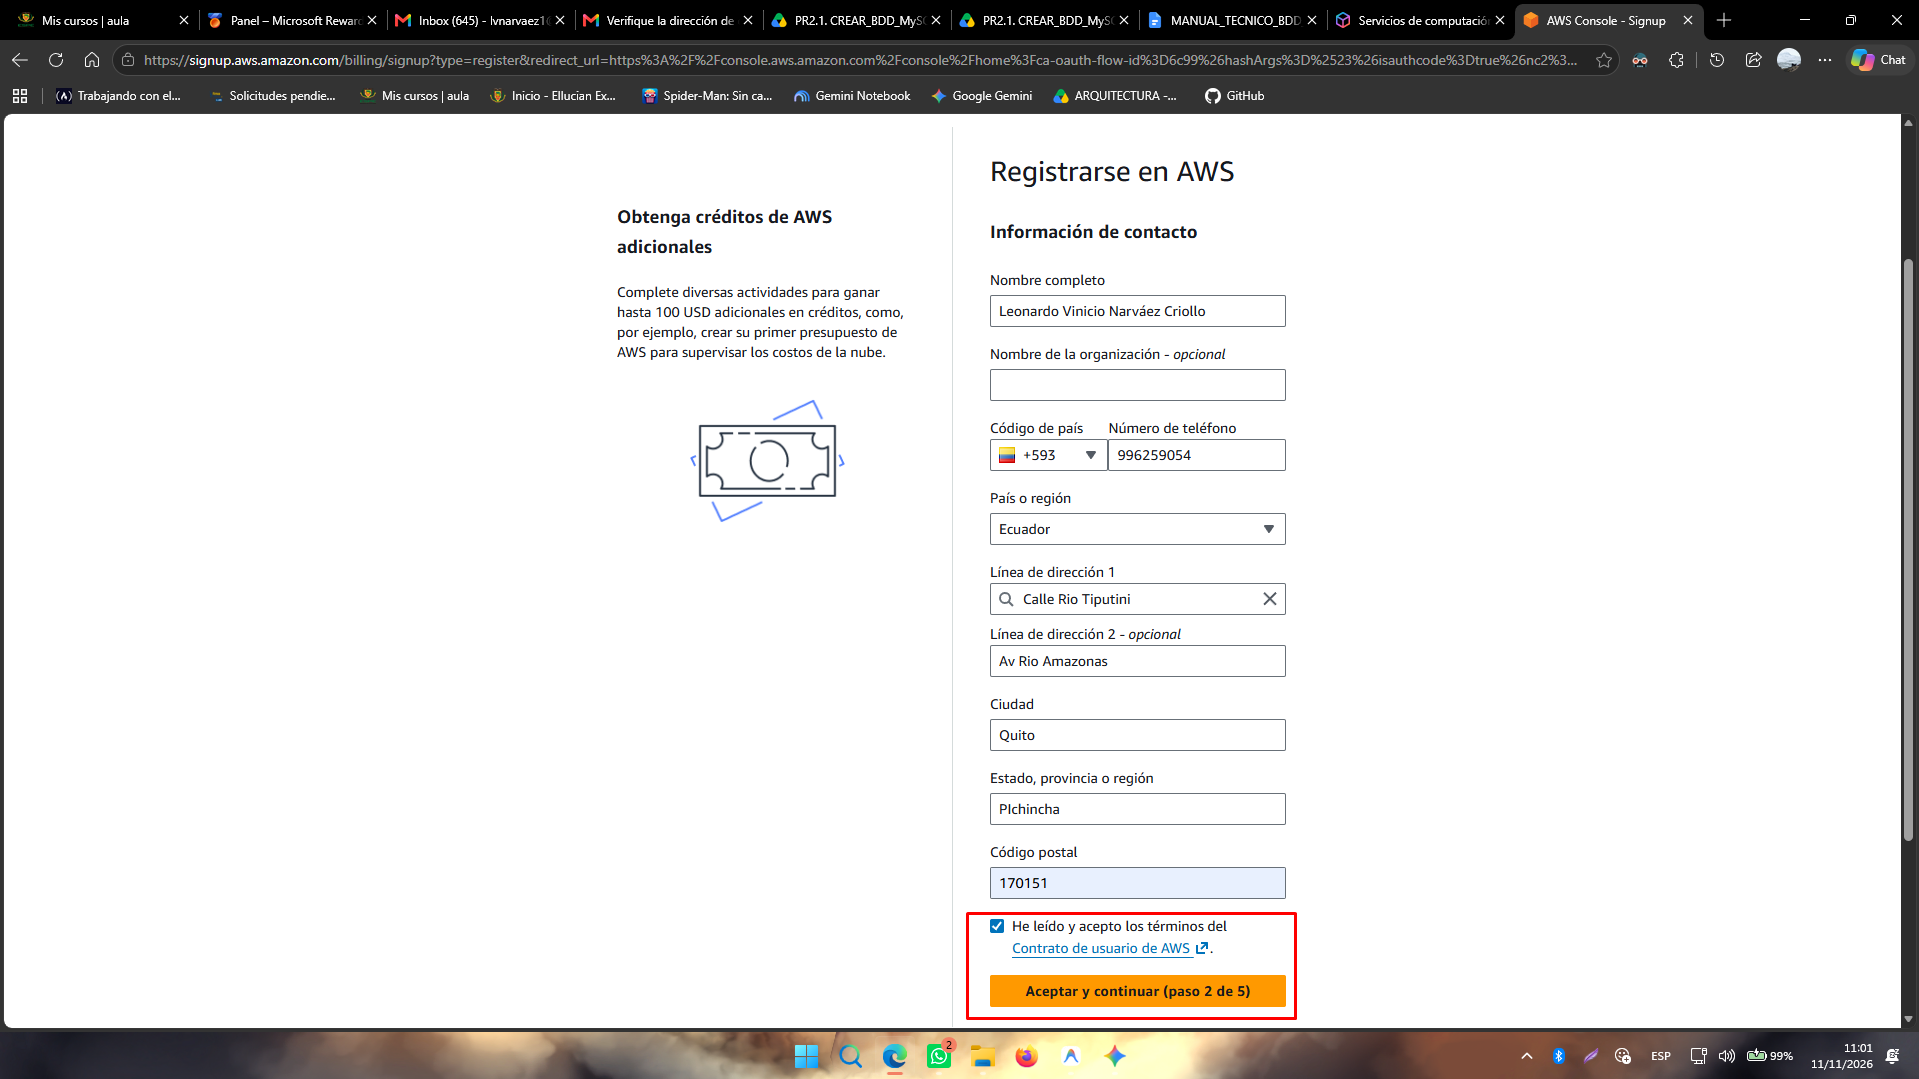 Mis cursos | aula
Panel – Microsoft Rewar
Inbox (645) - lvnarvaez1
Verifique la dirección de
PR2.1. CREAR_BDD_MyS
PR2.1. CREAR_BDD_MyS
MANUAL_TECNICO_BDD
Servicios de computació
AWS Console - Signup
https://signup.aws.amazon.com/billing/signup?type=register&redirect_url=https%3A%2F%2Fconsole.aws.amazon.com%2Fconsole%2Fhome%3Fca-oauth-flow-id%3D6c99%26hashArgs%3D%2523%26isauthcode%3Dtrue%26nc2%3...
Chat
Trabajando con el...
Solicitudes pendie...
Mis cursos | aula
Inicio - Ellucian Ex...
Spider-Man: Sin ca...
Gemini Notebook
Google Gemini
ARQUITECTURA -...
GitHub
Obtenga créditos de AWS
adicionales
Complete diversas actividades para ganar
hasta 100 USD adicionales en créditos, como,
por ejemplo, crear su primer presupuesto de
AWS para supervisar los costos de la nube.
Registrarse en AWS
Información de contacto
Nombre completo
Leonardo Vinicio Narváez Criollo
Nombre de la organización - opcional
Código de país
Número de teléfono
+593
996259054
País o región
Ecuador
Línea de dirección 1
Calle Rio Tiputini
Línea de dirección 2 - opcional
Av Rio Amazonas
Ciudad
Quito
Estado, provincia o región
PIchincha
Código postal
170151
He leído y acepto los términos del
Contrato de usuario de AWS .
Aceptar y continuar (paso 2 de 5)
2
ESP
99%
11:01
11/11/2026